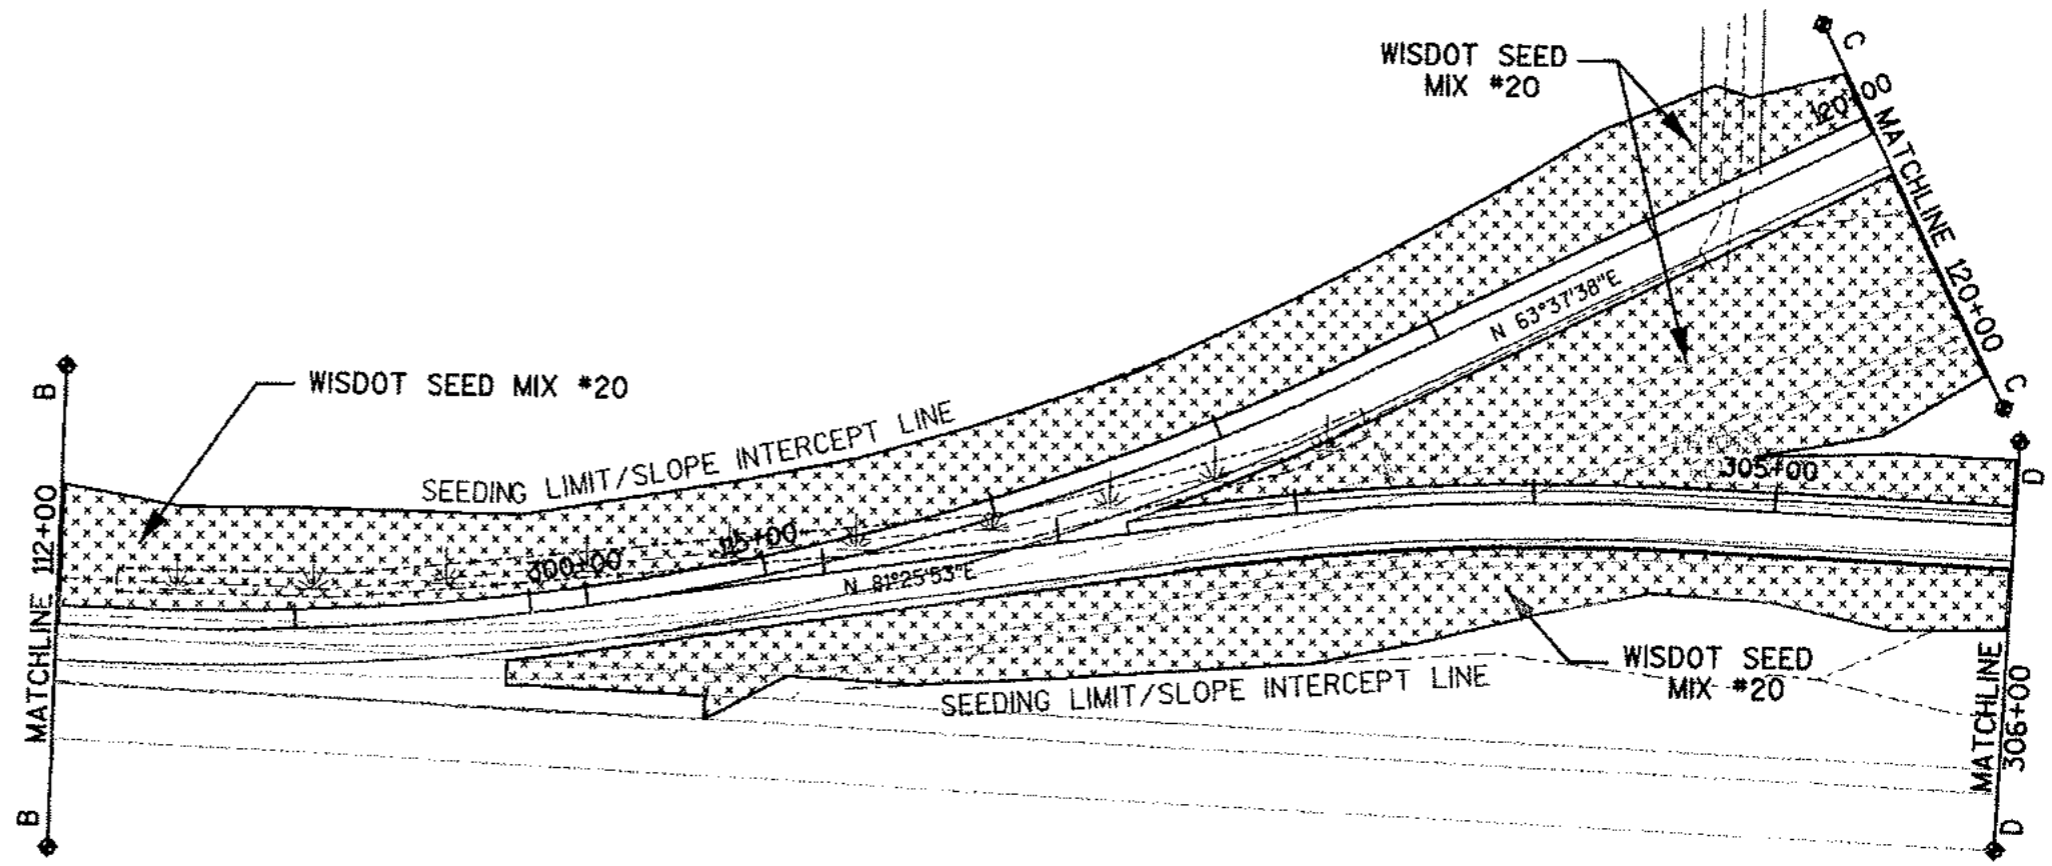 WISDOT SEED
MIX #20
C
120+00
MATCHLINE 120+00
C
B
WISDOT SEED MIX #20
SEEDING LIMIT/SLOPE INTERCEPT LINE
N 63°37'38"E
MATCHLINE 112+00
300+00
115+00
N 81°25'53"E
305+00
D
WISDOT SEED
MIX #20
SEEDING LIMIT/SLOPE INTERCEPT LINE
MATCHLINE
306+00
B
D